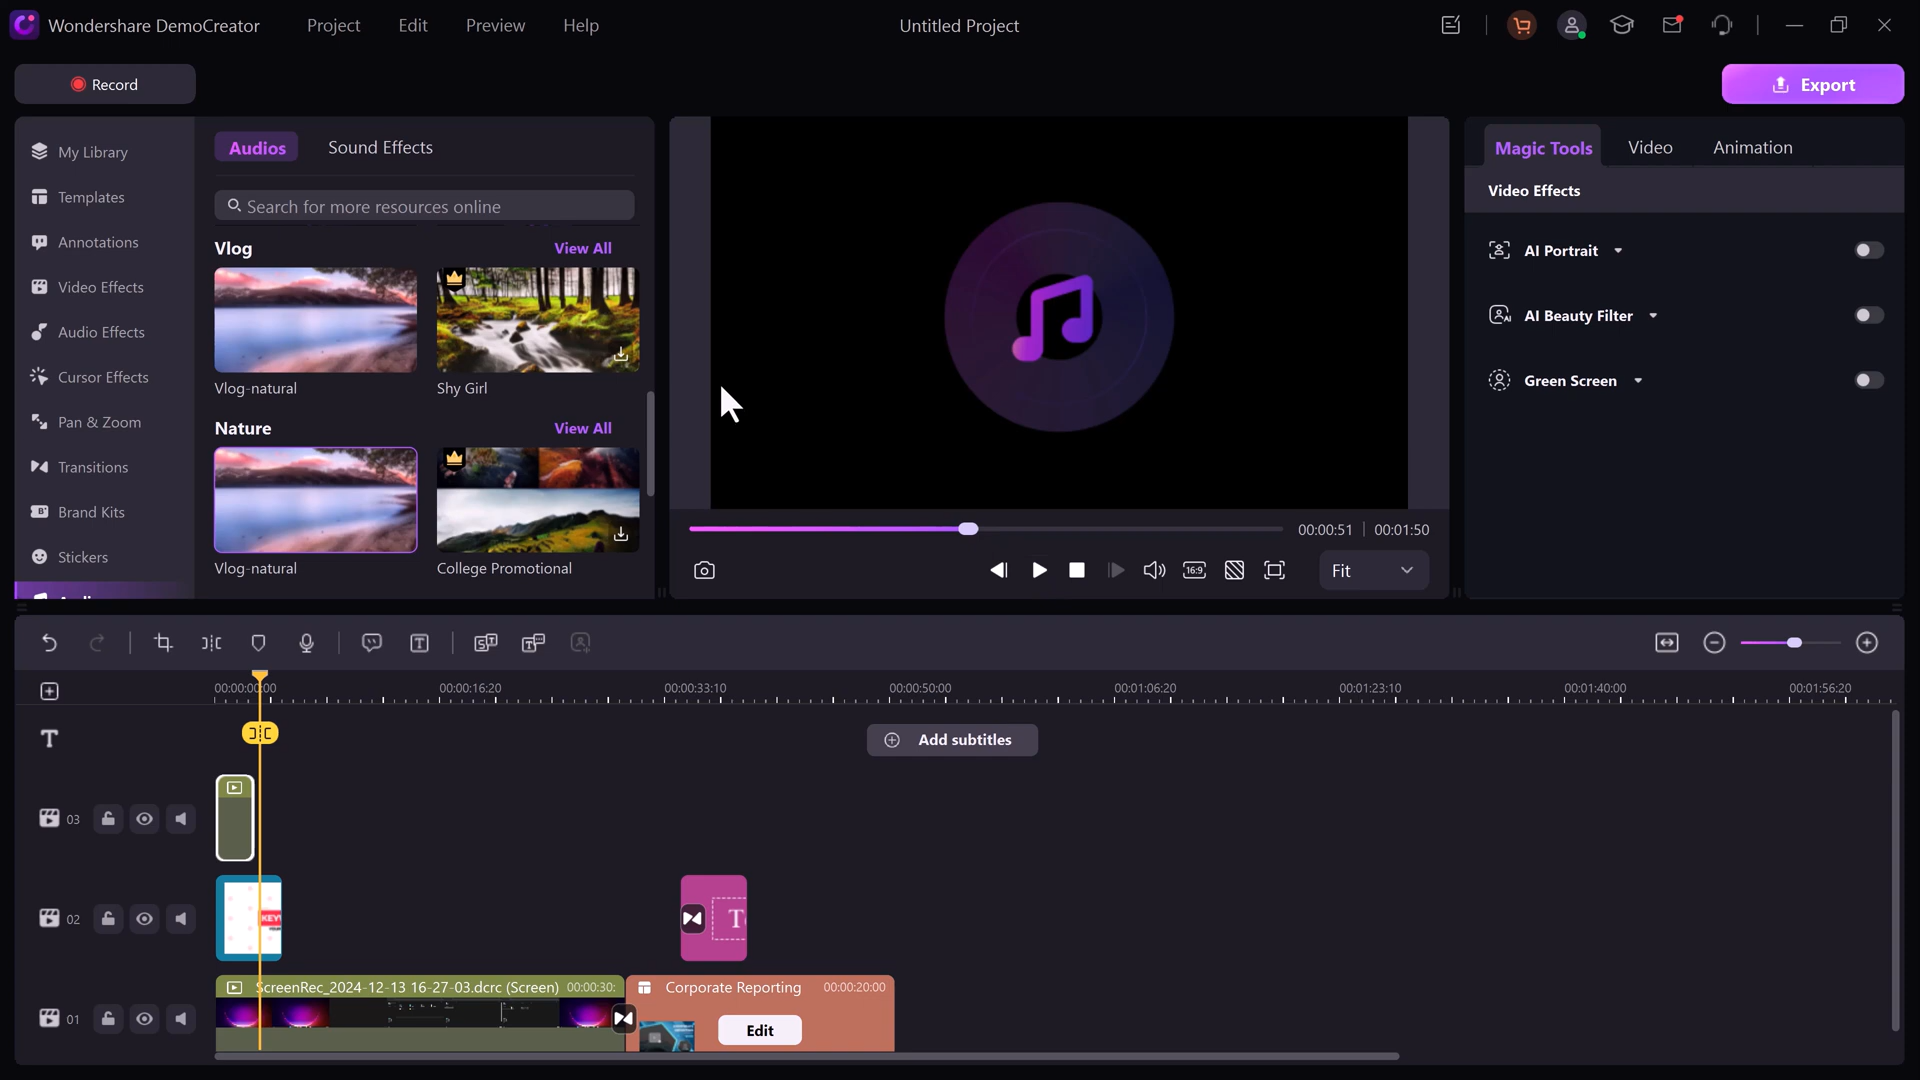 Wondershare DemoCreator
Project
Edit
Preview
Help
Untitled Project
Record
Export
My Library
Templates
Annotations
Video Effects
Audio Effects
Cursor Effects
Pan & Zoom
Transitions
Brand Kits
Stickers
Audios
Sound Effects
Search for more resources online
Vlog
View All
Vlog-natural
Shy Girl
Nature
View All
Vlog-natural
College Promotional
00:00:51 | 00:01:50
16:9
Fit
Magic Tools
Video
Animation
Video Effects
AI Portrait
AI Beauty Filter
Green Screen
00:00:00:00
00:00:16:20
00:00:33:10
00:00:50:00
00:01:06:20
00:01:23:10
00:01:40:00
00:01:56:20
Add subtitles
03
02
01
ScreenRec_2024-12-13 16-27-03.dcrc (Screen)
00:00:30:
Corporate Reporting
00:00:20:00
Edit